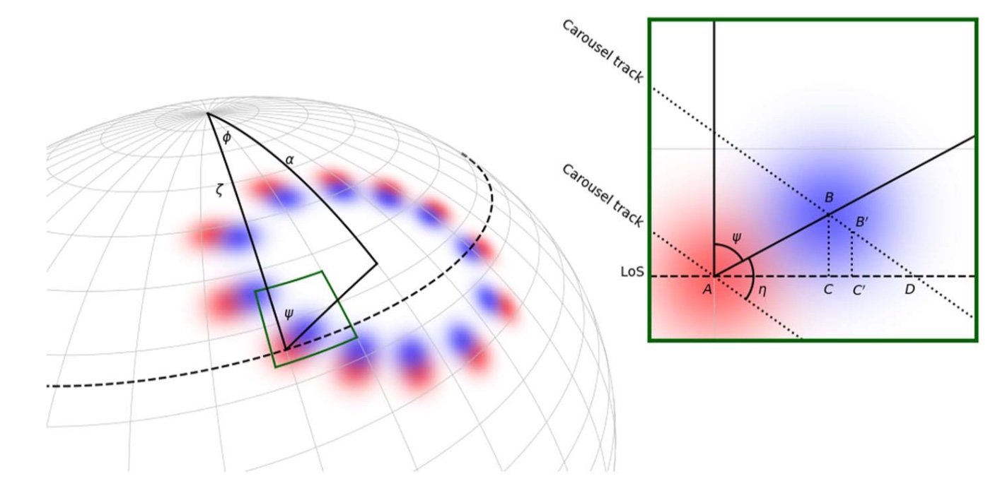 ϕ
α
ζ
ψ
Carousel track
Carousel track
LoS
B
B′
ψ
A
η
C
C′
D